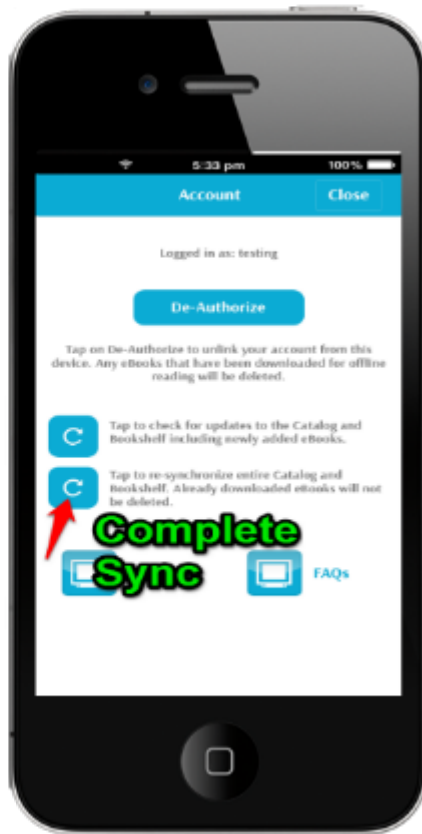 5:33 pm 100%
Account Close
Logged in as: testing
De-Authorize
Tap on De-Authorize to unlink your account from this
device. Any eBooks that have been downloaded for offline
reading will be deleted.
Tap to check for updates to the Catalog and
Bookshelf including newly added eBooks.
Tap to re-synchronize entire Catalog and
Bookshelf. Already downloaded eBooks will not
be deleted.
Complete
Sync
FAQs